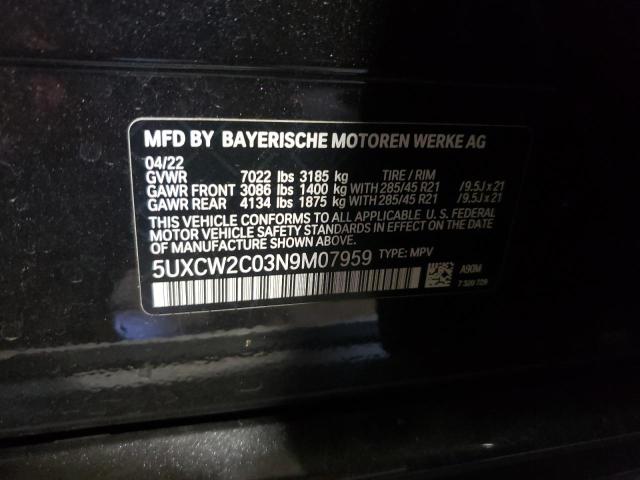 MFD BY BAYERISCHE MOTOREN WERKE AG
04/22
GVWR 7022 lbs 3185 kg TIRE / RIM
GAWR FRONT 3086 lbs 1400 kg WITH 285/45 R21 /9.5J x 21
GAWR REAR 4134 lbs 1875 kg WITH 285/45 R21 /9.5J x 21
THIS VEHICLE CONFORMS TO ALL APPLICABLE U. S. FEDERAL
MOTOR VEHICLE SAFETY STANDARDS IN EFFECT ON THE
DATE OF MANUFACTURE SHOWN ABOVE.
5UXCW2C03N9M07959 TYPE: MPV
A90M
7 320 729